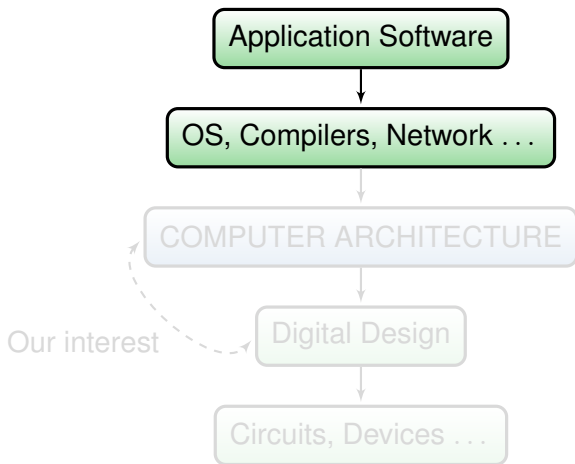 Application Software
OS, Compilers, Network . . .
COMPUTER ARCHITECTURE
Digital Design
Our interest
Circuits, Devices . . .